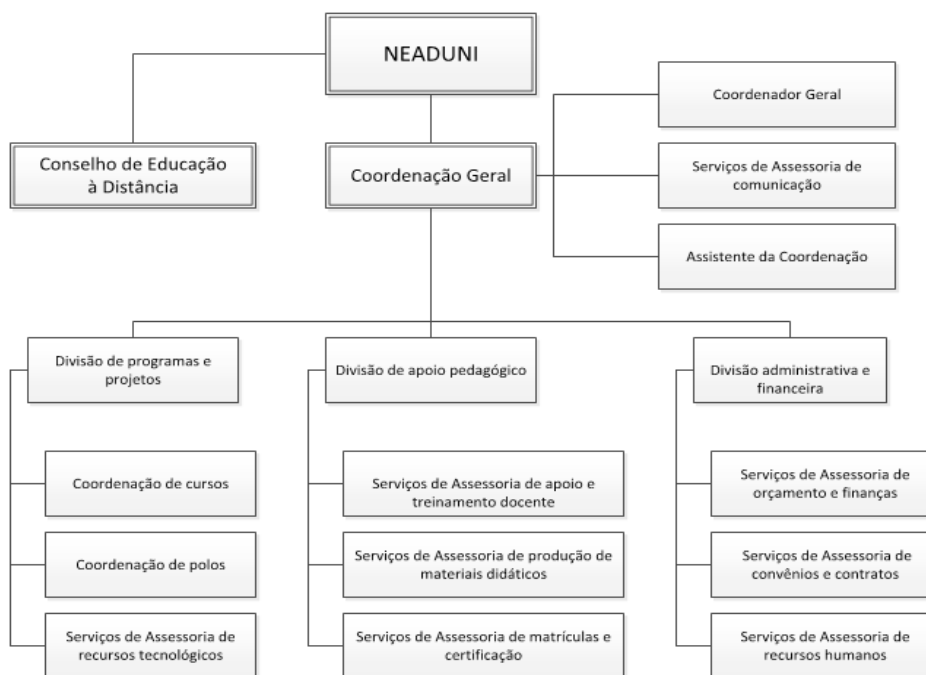 NEADUNI
Coordenador Geral
Conselho de Educação
à Distância
Coordenação Geral
Serviços de Assessoria de
comunicação
Assistente da Coordenação
Divisão de programas e
projetos
Divisão de apoio pedagógico
Divisão administrativa e
financeira
Coordenação de cursos
Serviços de Assessoria de apoio e
treinamento docente
Serviços de Assessoria de
orçamento e finanças
Coordenação de polos
Serviços de Assessoria de produção de
materiais didáticos
Serviços de Assessoria de
convênios e contratos
Serviços de Assessoria de
recursos tecnológicos
Serviços de Assessoria de matrículas e
certificação
Serviços de Assessoria de
recursos humanos